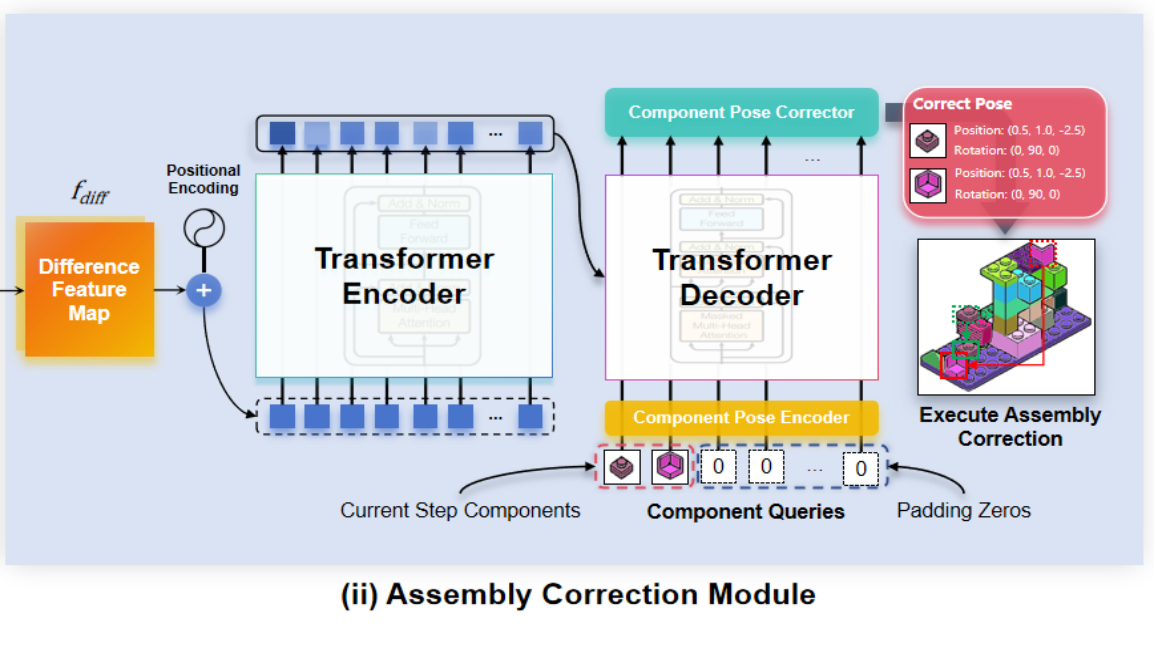 Component Pose Corrector
Correct Pose
Position: (0.5, 1.0, -2.5)
Rotation: (0, 90, 0)
Position: (0.5, 1.0, -2.5)
Rotation: (0, 90, 0)
...
...
Positional
Encoding
f_diff
Difference
Feature
Map
+
Add & Norm
Feed
Forward
Transformer
Encoder
Multi-Head
Attention
Add & Norm
Feed
Forward
Add & Norm
Transformer
Decoder
Masked
Multi-Head
Attention
...
Component Pose Encoder
0
0
...
0
Execute Assembly
Correction
Current Step Components
Component Queries
Padding Zeros
(ii) Assembly Correction Module